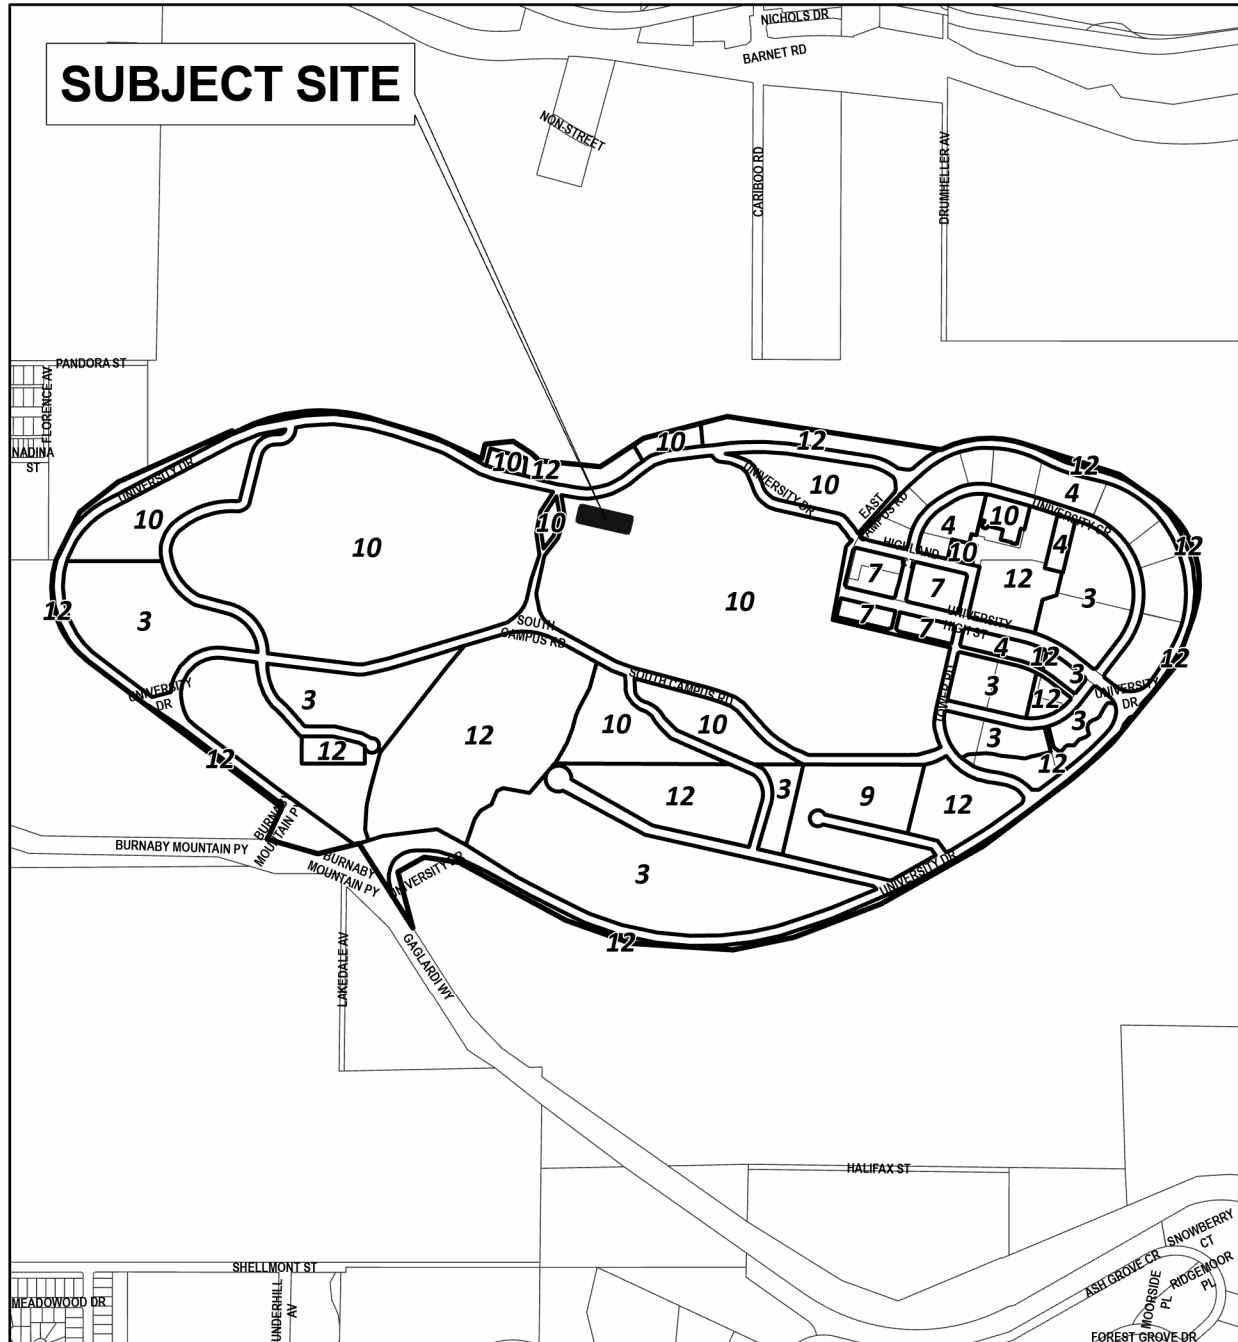 NICHOLS DR
BARNET RD
SUBJECT SITE
NON-STREET
CARIBOO RD
DRUMHELLER AV
PANDORA ST
FLORENCE AV
NADINA
ST
UNIVERSITY DR
10
12
10
12
10
UNIVERSITY DR
10
EAST
CAMPUS RD
12
4
UNIVERSITY CR
10
10
10
4
10
4
12
HIGHLAND
10
12
7
7
12
3
10
3
12
7
7
UNIVERSITY
HIGH ST
SOUTH
CAMPUS RD
4
12
3
12
UNIVERSITY
DR
SOUTH CAMPUS RD
TOWER RD
3
12
UNIVERSITY
DR
3
10
10
3
3
12
12
12
12
12
12
3
9
12
BURNABY
MOUNTAIN PY
BURNABY MOUNTAIN PY
BURNABY
MOUNTAIN PY
UNIVERSITY DR
3
UNIVERSITY DR
12
LAKEDALE AV
GAGLARDI WY
HALIFAX ST
SHELLMONT ST
MEADOWOOD DR
UNDERHILL
AV
SNOWBERRY
CT
ASH GROVE CR
MOORSIDE
PL
RIDGEMOOR
PL
FOREST GROVE DR